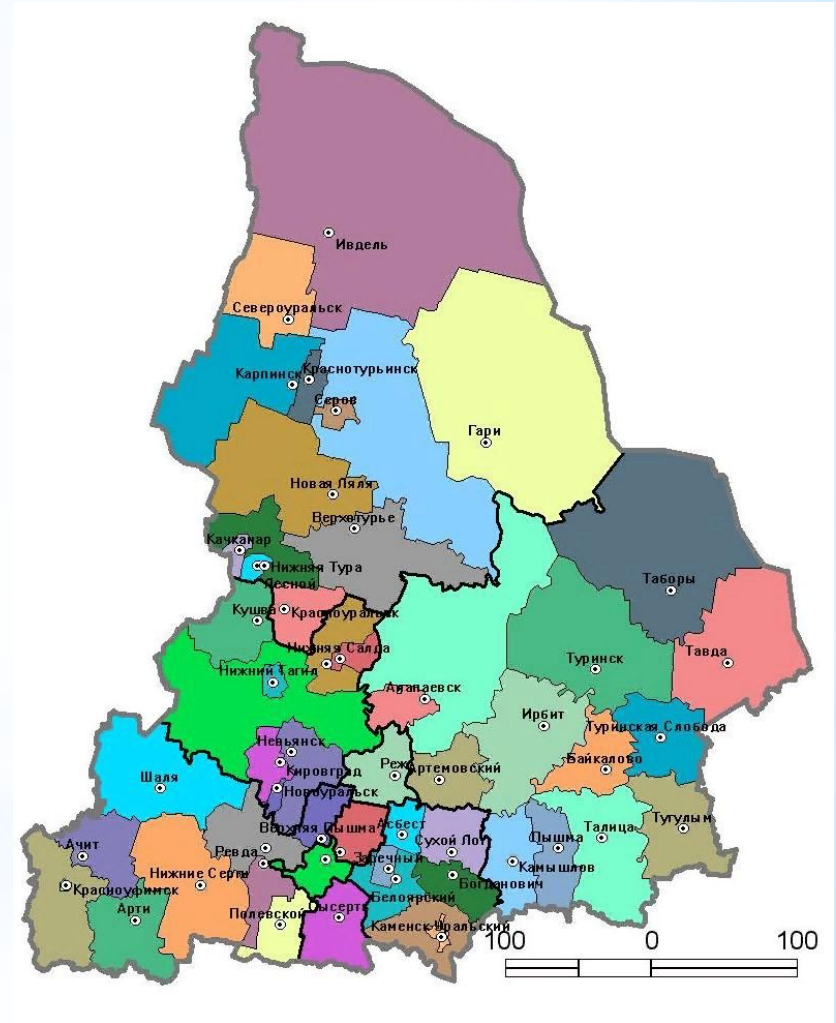 Ивдель
Североуральск
Краснотурьинск
Карпинск
Серов
Гари
Новая Ляля
Верхотурье
Качканар
Нижняя Тура
Лесной
Таборы
Кушва
Красноуральск
Нижняя Салда
Тавда
Туринск
Нижний Тагил
Алапаевск
Ирбит
Туринская Слобода
Невьянск
Байкалово
Реж
Артемовский
Кировград
Шаля
Новоуральск
Тугулым
Верхняя Пышма
Асбест
Сухой Лог
Пышма
Талица
Ачит
Ревда
Заречный
Камышлов
Нижние Серги
Красноуфимск
Богданович
Белоярский
Арти
Полевской
Сысерть
Каменск-Уральский
100 0 100